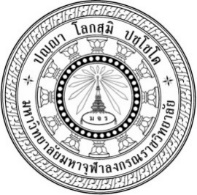 ปญฺญา โลกสฺมิ ปชฺโชโต
มจร
มหาวิทยาลัยมหาจุฬาลงกรณราชวิทยาลัย